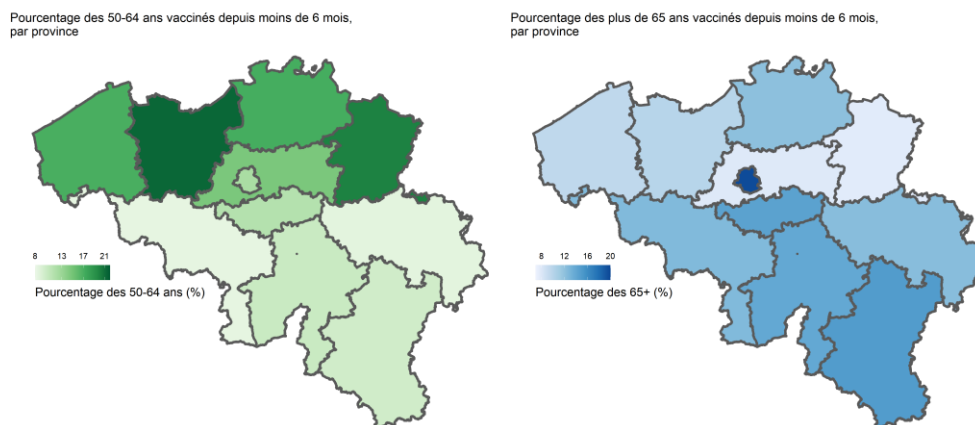 Pourcentage des 50-64 ans vaccinés depuis moins de 6 mois,
par province
8 13 17 21
Pourcentage des 50-64 ans (%)
Pourcentage des plus de 65 ans vaccinés depuis moins de 6 mois,
par province
8 12 16 20
Pourcentage des 65+ (%)